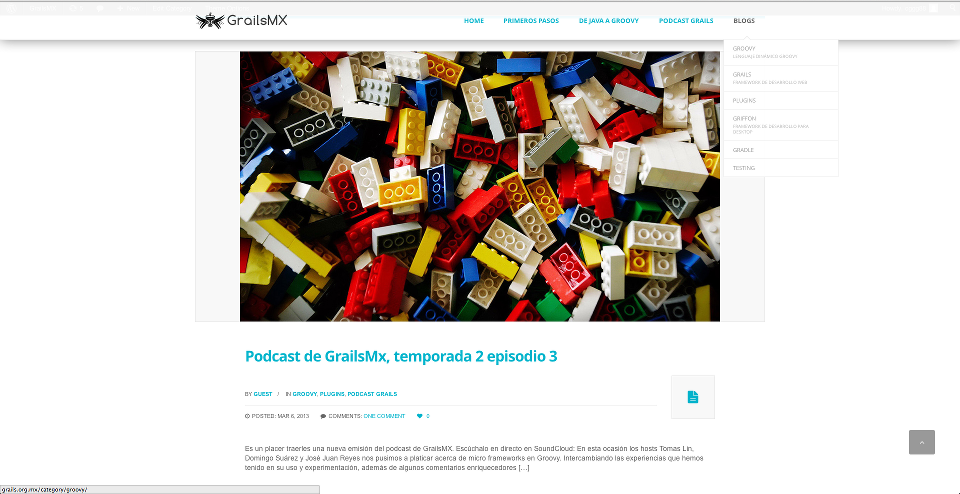 GrailsMX
HOME PRIMEROS PASOS DE JAVA A GROOVY PODCAST GRAILS BLOGS
GROOVY
LENGUAJE DINÁMICO GROOVY
GRAILS
FRAMEWORK DE DESARROLLO WEB
PLUGINS
GRIFFON
FRAMEWORK DE DESARROLLO PARA
DESKTOP
GRADLE
TESTING
Podcast de GrailsMx, temporada 2 episodio 3
BY GUEST / IN GROOVY, PLUGINS, PODCAST GRAILS
POSTED: MAR 6, 2013 COMMENTS: ONE COMMENT 0
Es un placer traerles una nueva emisión del podcast de GrailsMX. Escúchalo en directo en SoundCloud: En esta ocasión los hosts Tomas Lin,
Domingo Suárez y José Juan Reyes nos pusimos a platicar acerca de micro frameworks en Groovy. Intercambiando las experiencias que hemos
tenido en su uso y experimentación, además de algunos comentarios enriquecedores [...]
grails.org.mx/category/groovy/